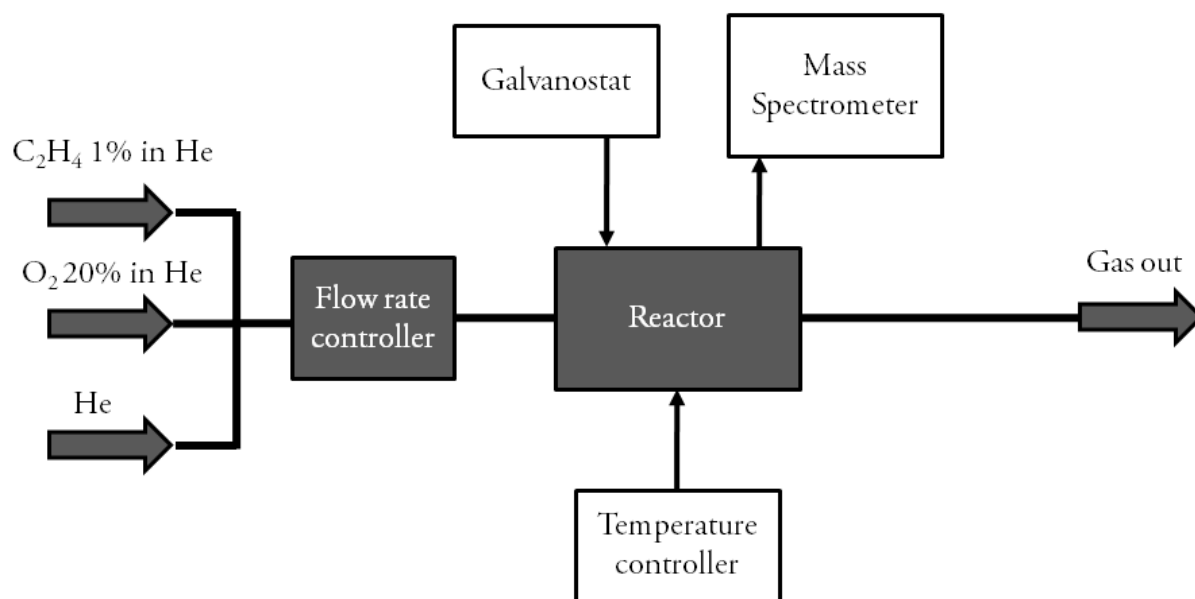 Galvanostat
Mass
Spectrometer
C₂H₄ 1% in He
O₂ 20% in He
He
Flow rate
controller
Reactor
Gas out
Temperature
controller